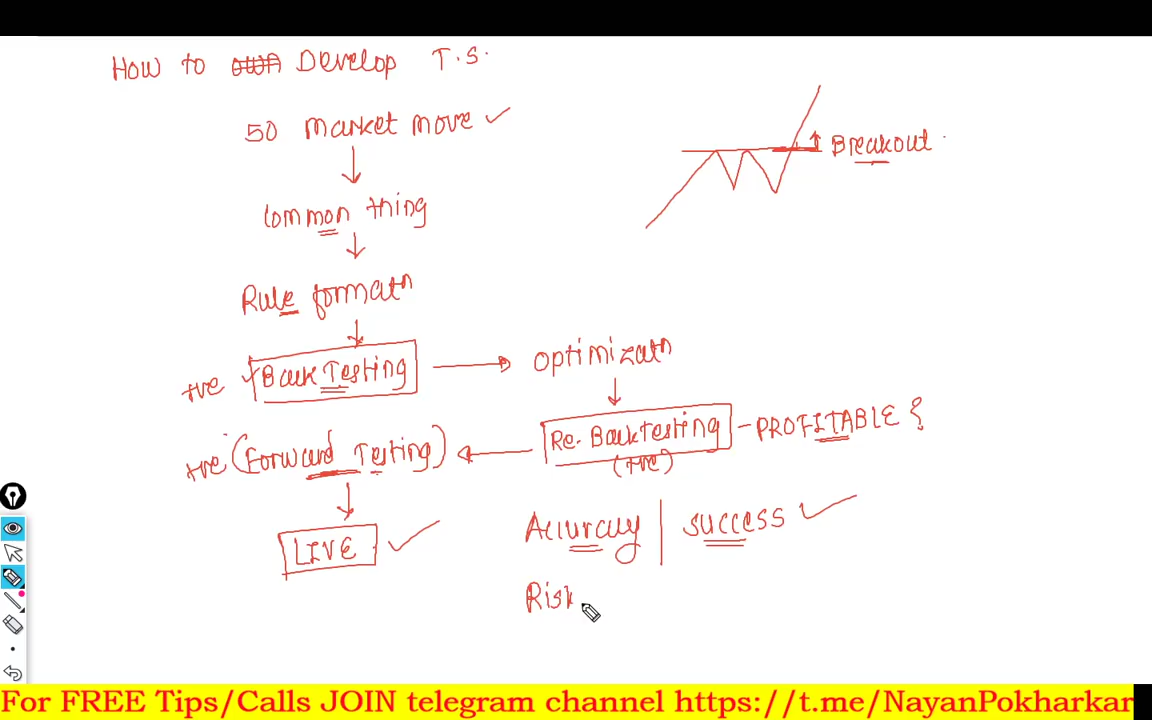 How to own Develop T.S.
50 market move
Breakout
Common thing
Rule formatn
Back Testing
+ve
optimizatn
Re-BackTesting - PROFITABLE
(+ve)
+ve (Forward Testing)
LIVE
Accuracy | success
Risk
For FREE Tips/Calls JOIN telegram channel https://t.me/NayanPokharkar